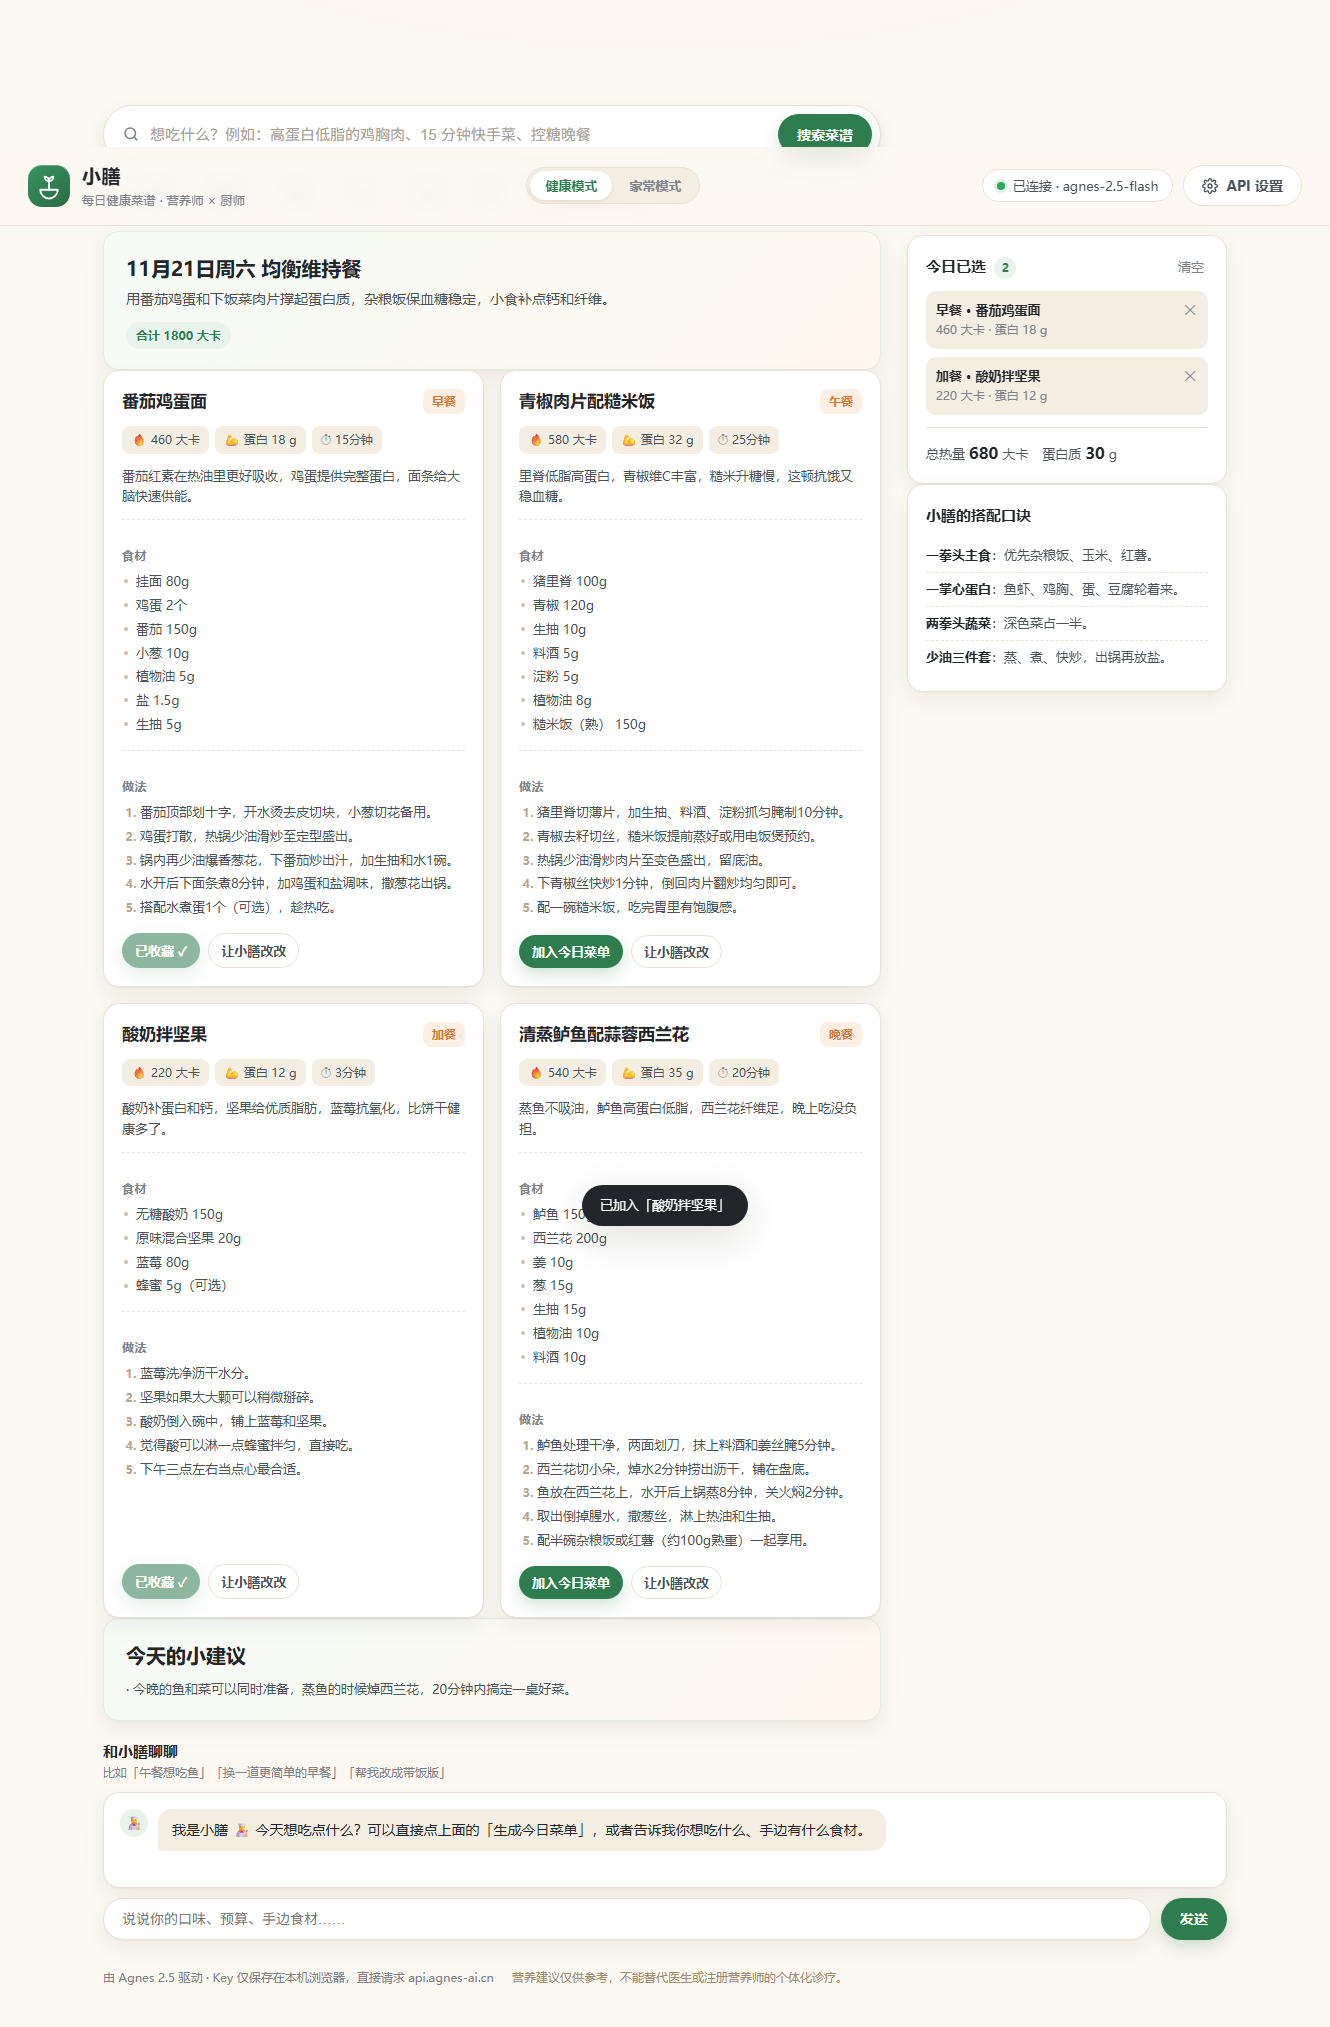 想吃什么？例如：高蛋白低脂的鸡胸肉、15 分钟快手菜、控糖晚餐
搜索菜谱
小膳
每日健康菜谱 · 营养师 × 厨师
健康模式
家常模式
已连接 · agnes-2.5-flash
API 设置
11月21日周六 均衡维持餐
用番茄鸡蛋和下饭菜肉片撑起蛋白质，杂粮饭保血糖稳定，小食补点钙和纤维。
合计 1800 大卡
番茄鸡蛋面
早餐
🔥 460 大卡
💪 蛋白 18 g
⏱ 15分钟
番茄红素在热油里更好吸收，鸡蛋提供完整蛋白，面条给大
脑快速供能。
食材
• 挂面 80g
• 鸡蛋 2个
• 番茄 150g
• 小葱 10g
• 植物油 5g
• 盐 1.5g
• 生抽 5g
做法
1. 番茄顶部划十字，开水烫去皮切块，小葱切花备用。
2. 鸡蛋打散，热锅少油滑炒至定型盛出。
3. 锅内再少油爆香葱花，下番茄炒出汁，加生抽和水1碗。
4. 水开后下面条煮8分钟，加鸡蛋和盐调味，撒葱花出锅。
5. 搭配水煮蛋1个（可选），趁热吃。
已收藏 ✓
让小膳改改
青椒肉片配糙米饭
午餐
🔥 580 大卡
💪 蛋白 32 g
⏱ 25分钟
里脊低脂高蛋白，青椒维C丰富，糙米升糖慢，这顿抗饿又
稳血糖。
食材
• 猪里脊 100g
• 青椒 120g
• 生抽 10g
• 料酒 5g
• 淀粉 5g
• 植物油 8g
• 糙米饭（熟） 150g
做法
1. 猪里脊切薄片，加生抽、料酒、淀粉抓匀腌制10分钟。
2. 青椒去籽切丝，糙米饭提前蒸好或用电饭煲预约。
3. 热锅少油滑炒肉片至变色盛出，留底油。
4. 下青椒丝快炒1分钟，倒回肉片翻炒均匀即可。
5. 配一碗糙米饭，吃完胃里有饱腹感。
加入今日菜单
让小膳改改
酸奶拌坚果
加餐
🔥 220 大卡
💪 蛋白 12 g
⏱ 3分钟
酸奶补蛋白和钙，坚果给优质脂肪，蓝莓抗氧化，比饼干健
康多了。
食材
• 无糖酸奶 150g
• 原味混合坚果 20g
• 蓝莓 80g
• 蜂蜜 5g（可选）
做法
1. 蓝莓洗净沥干水分。
2. 坚果如果太大颗可以稍微掰碎。
3. 酸奶倒入碗中，铺上蓝莓和坚果。
4. 觉得酸可以淋一点蜂蜜拌匀，直接吃。
5. 下午三点左右当点心最合适。
已收藏 ✓
让小膳改改
清蒸鲈鱼配蒜蓉西兰花
晚餐
🔥 540 大卡
💪 蛋白 35 g
⏱ 20分钟
蒸鱼不吸油，鲈鱼高蛋白低脂，西兰花纤维足，晚上吃没负
担。
食材
• 鲈鱼 150g
已加入「酸奶拌坚果」
• 西兰花 200g
• 姜 10g
• 葱 15g
• 生抽 15g
• 植物油 10g
• 料酒 10g
做法
1. 鲈鱼处理干净，两面划刀，抹上料酒和姜丝腌5分钟。
2. 西兰花切小朵，焯水2分钟捞出沥干，铺在盘底。
3. 鱼放在西兰花上，水开后上锅蒸8分钟，关火焖2分钟。
4. 取出倒掉腥水，撒葱丝，淋上热油和生抽。
5. 配半碗杂粮饭或红薯（约100g熟重）一起享用。
加入今日菜单
让小膳改改
今天的小建议
· 今晚的鱼和菜可以同时准备，蒸鱼的时候焯西兰花，20分钟内搞定一桌好菜。
今日已选 2
清空
早餐 • 番茄鸡蛋面
460 大卡 · 蛋白 18 g
加餐 • 酸奶拌坚果
220 大卡 · 蛋白 12 g
总热量 680 大卡 蛋白质 30 g
小膳的搭配口诀
一拳头主食：优先杂粮饭、玉米、红薯。
一掌心蛋白：鱼虾、鸡胸、蛋、豆腐轮着来。
两拳头蔬菜：深色菜占一半。
少油三件套：蒸、煮、快炒，出锅再放盐。
和小膳聊聊
比如「午餐想吃鱼」「换一道更简单的早餐」「帮我改成带饭版」
我是小膳 👩‍🍳 今天想吃点什么？可以直接点上面的「生成今日菜单」，或者告诉我你想吃什么、手边有什么食材。
说说你的口味、预算、手边食材……
发送
由 Agnes 2.5 驱动 · Key 仅保存在本机浏览器，直接请求 api.agnes-ai.cn 营养建议仅供参考，不能替代医生或注册营养师的个体化诊疗。